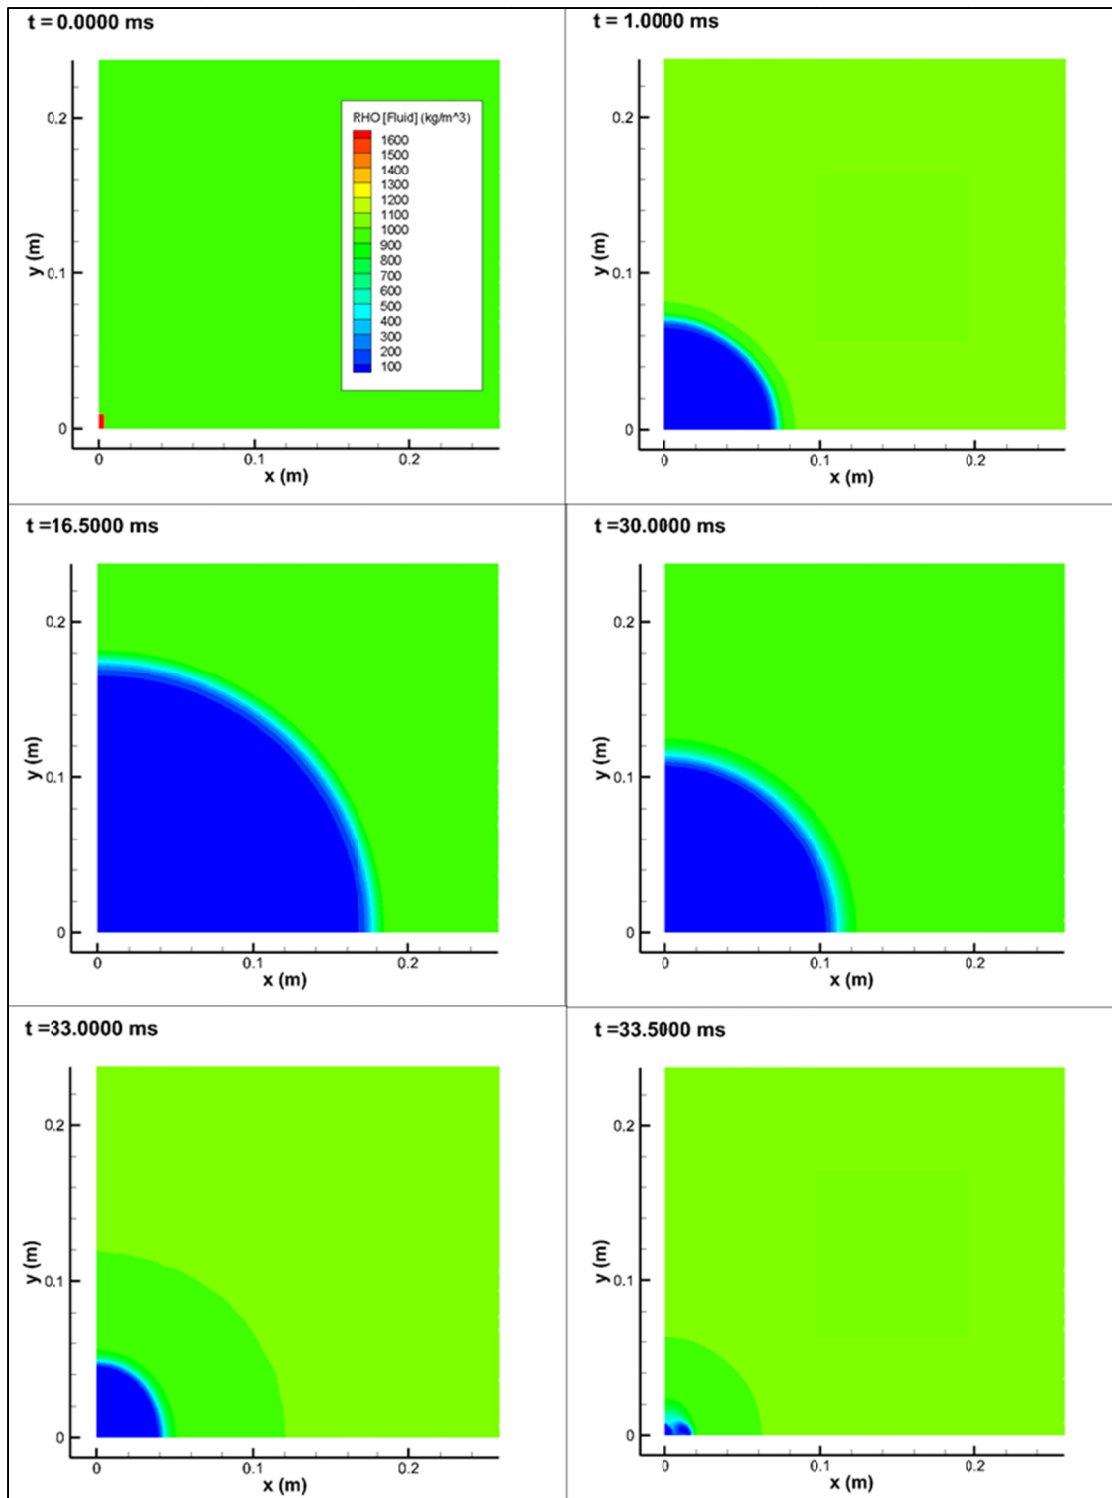 t = 0.0000 ms
0.2
y (m)
0.1
0
0
0.1
0.2
x (m)
RHO [Fluid] (kg/m^3)
1600
1500
1400
1300
1200
1100
1000
900
800
700
600
500
400
300
200
100
t = 1.0000 ms
0.2
y (m)
0.1
0
0
0.1
0.2
x (m)
t =16.5000 ms
0.2
y (m)
0.1
0
0
0.1
0.2
x (m)
t =30.0000 ms
0.2
y (m)
0.1
0
0
0.1
0.2
x (m)
t =33.0000 ms
0.2
y (m)
0.1
0
0
0.1
0.2
x (m)
t =33.5000 ms
0.2
y (m)
0.1
0
0
0.1
0.2
x (m)